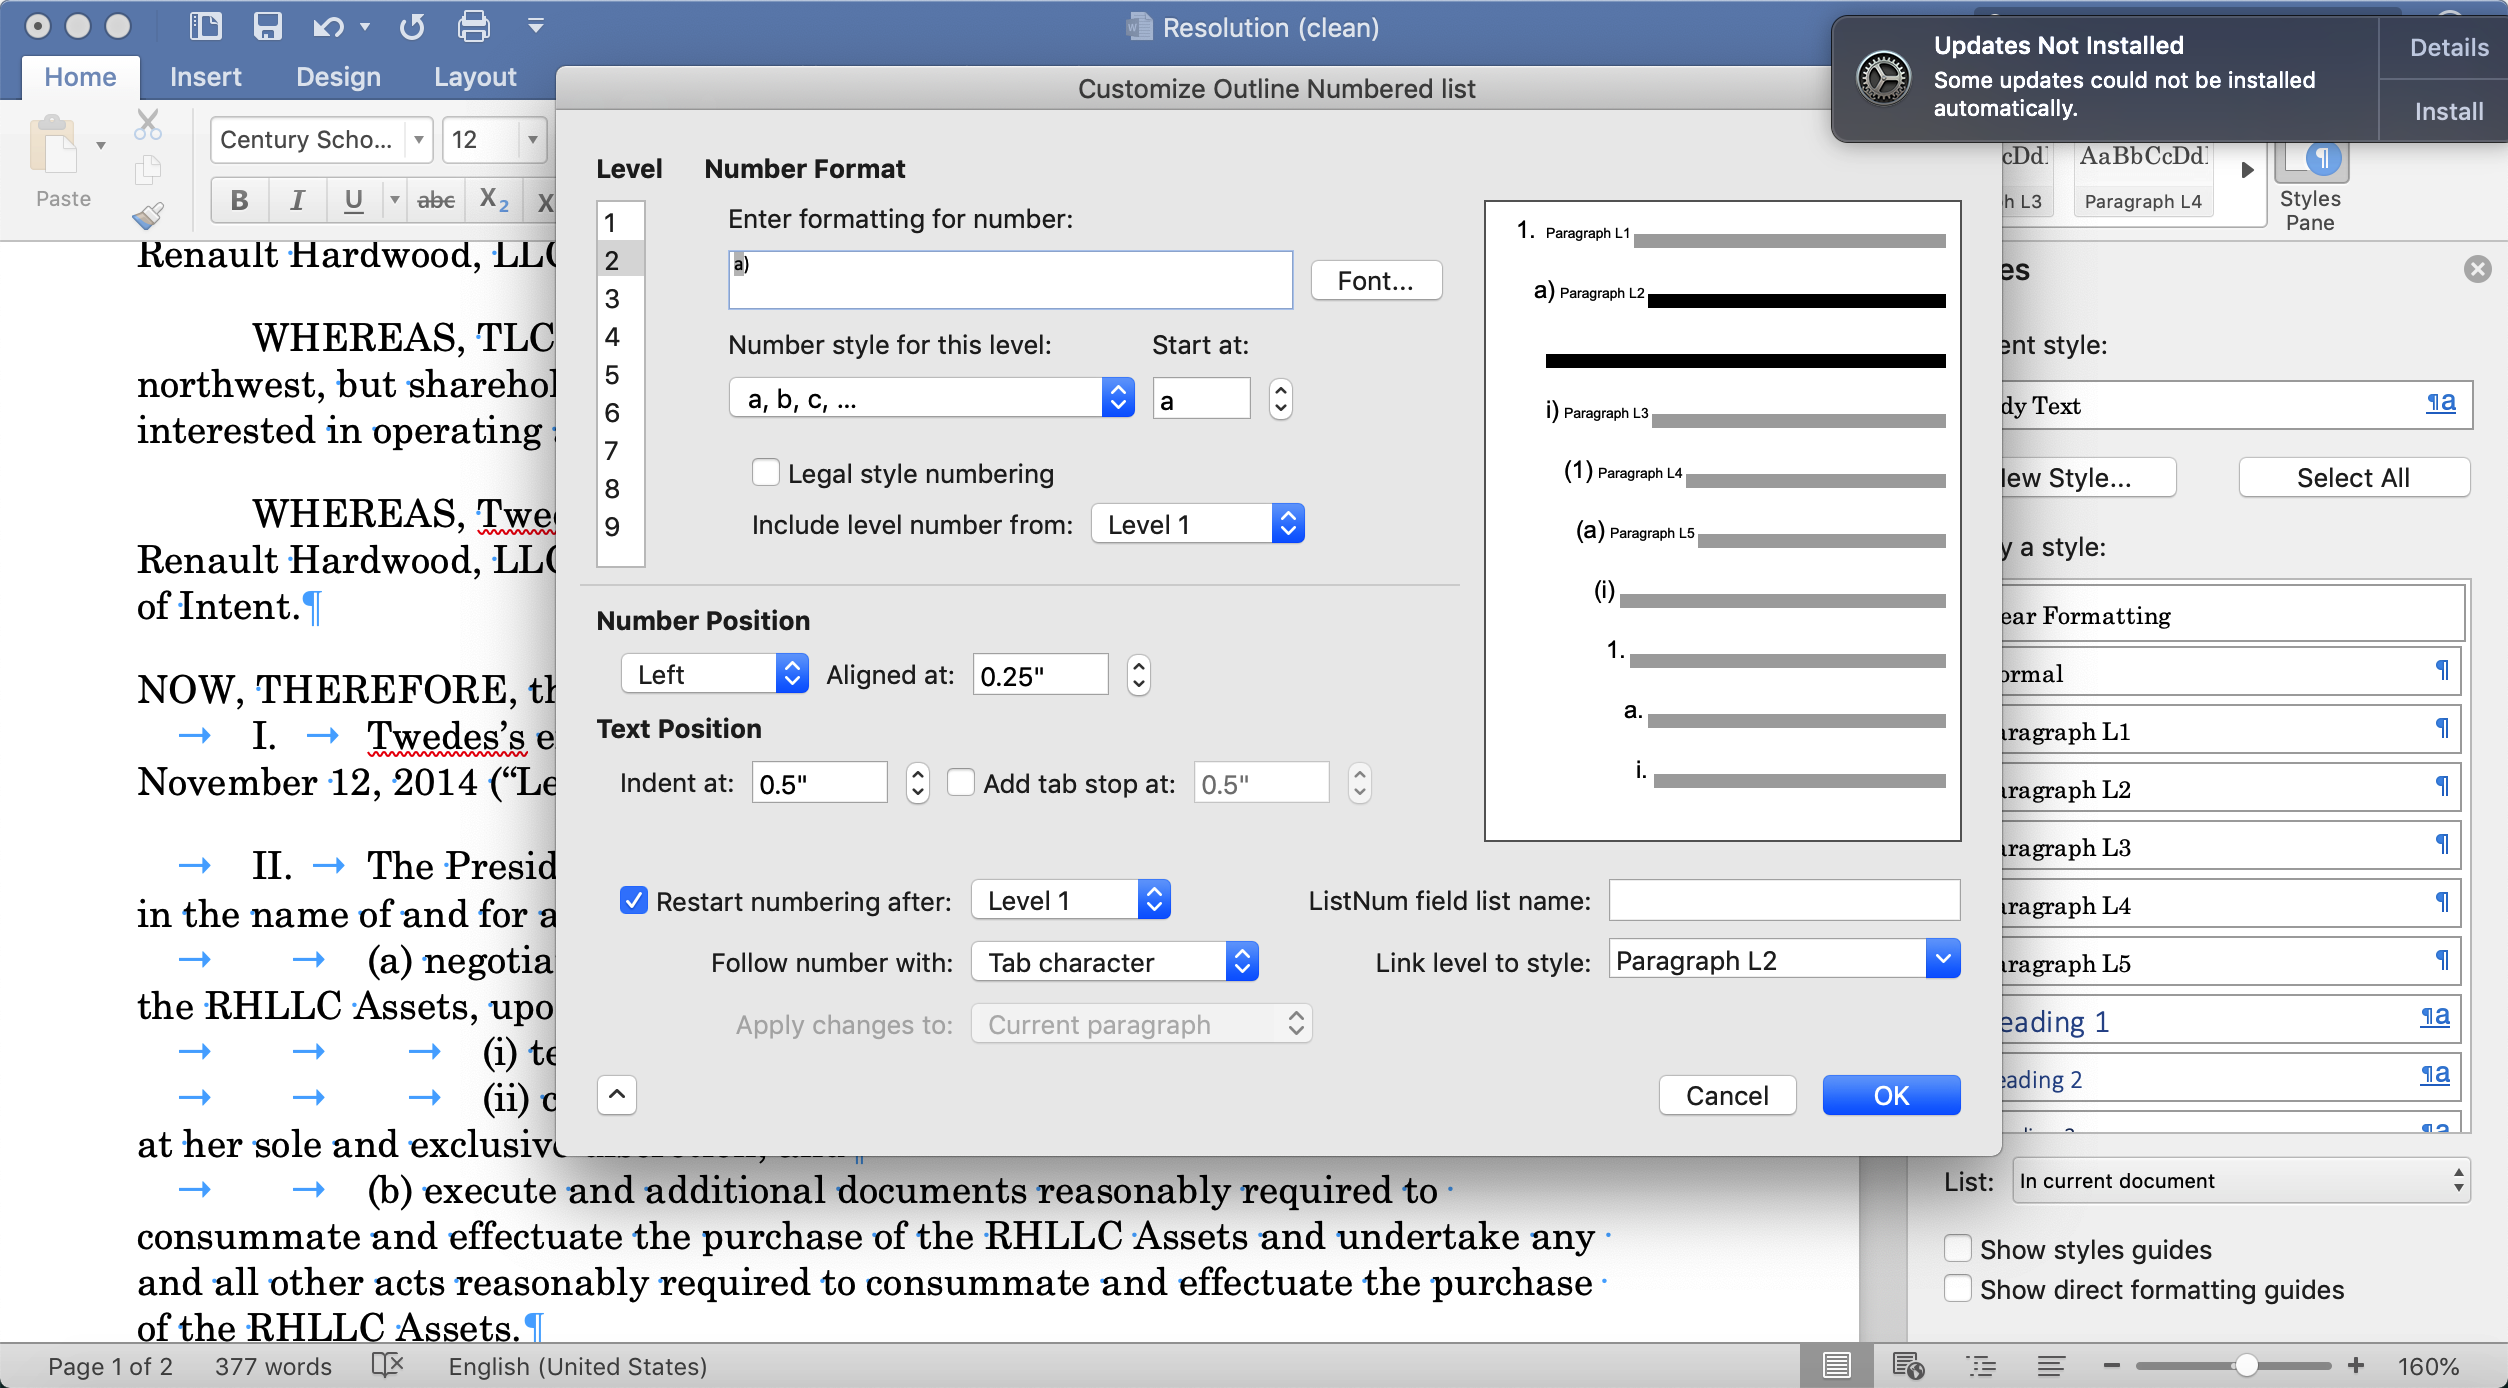 Resolution (clean)
Home Insert Design Layout
Updates Not Installed
Some updates could not be installed
automatically.
Details
Install
Paste
Century Scho... 12
B I U abc X2 X
cDdI AaBbCcDdI
h L3 Paragraph L4
Styles
Pane
Customize Outline Numbered list
Level
1
2
3
4
5
6
7
8
9
Number Format
Enter formatting for number:
a)
Font...
Number style for this level: Start at:
a, b, c, ... a
Legal style numbering
Include level number from: Level 1
Number Position
Left Aligned at: 0.25"
Text Position
Indent at: 0.5" Add tab stop at: 0.5"
1. Paragraph L1
a) Paragraph L2
i) Paragraph L3
(1) Paragraph L4
(a) Paragraph L5
(i)
1.
a.
i.
Restart numbering after: Level 1 ListNum field list name:
Follow number with: Tab character Link level to style: Paragraph L2
Apply changes to: Current paragraph
Cancel OK
Renault Hardwood, LLC
WHEREAS, TLC
northwest, but sharehol
interested in operating
WHEREAS, Twe
Renault Hardwood, LLC
of Intent.¶
NOW, THEREFORE, th
I. Twedes's e
November 12, 2014 (“Le
II. The Presid
in the name of and for a
(a) negotia
the RHLLC Assets, upo
(i) te
(ii) c
at her sole and exclusive discretion, and¶
(b) execute and additional documents reasonably required to
consummate and effectuate the purchase of the RHLLC Assets and undertake any
and all other acts reasonably required to consummate and effectuate the purchase
of the RHLLC Assets.¶
es
ent style:
dy Text ¶a
ew Style... Select All
y a style:
ear Formatting
ormal ¶
aragraph L1 ¶
aragraph L2 ¶
aragraph L3 ¶
aragraph L4 ¶
aragraph L5 ¶
eading 1 ¶a
eading 2 ¶a
List: In current document
Show styles guides
Show direct formatting guides
Page 1 of 2 377 words English (United States) 160%